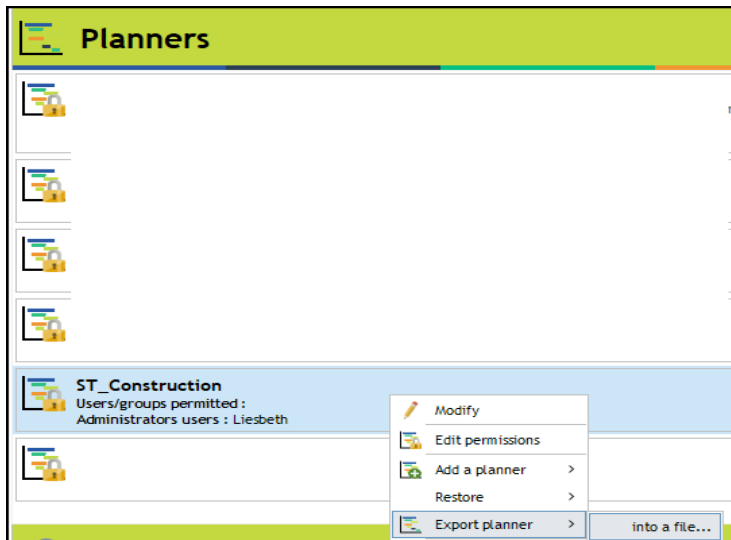 Planners
ST_Construction
Users/groups permitted :
Administrators users : Liesbeth
Modify
Edit permissions
Add a planner >
Restore >
Export planner >
into a file...